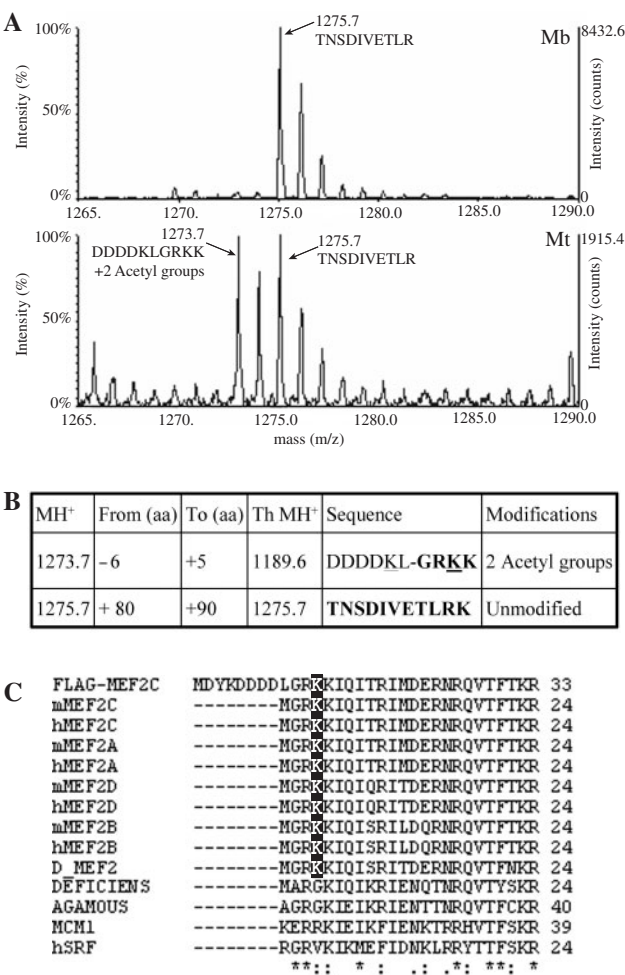 A
100%
50%
0%
Intensity (%)
1275.7
TNSDIVETLR
Mb
8432.6
Intensity (counts)
0
1265. 1270. 1275.0 1280.0 1285.0 1290.0
100%
50%
0%
Intensity (%)
1273.7
DDDDKLGRKK
+2 Acetyl groups
1275.7
TNSDIVETLR
Mt
1915.4
Intensity (counts)
0
1265. 1270. 1275.0 1280.0 1285.0 1290.0
mass (m/z)
B
MH+ From (aa) To (aa) Th MH+ Sequence Modifications
1273.7 –6 +5 1189.6 DDDDKL-GRKK 2 Acetyl groups
1275.7 + 80 +90 1275.7 TNSDIVETLRK Unmodified
C
FLAG-MEF2C MDYKDDDDLGRKKIQITRIMDERNRQVTFTKR 33
mMEF2C --------MGRKKIQITRIMDERNRQVTFTKR 24
hMEF2C --------MGRKKIQITRIMDERNRQVTFTKR 24
mMEF2A --------MGRKKIQITRIMDERNRQVTFTKR 24
hMEF2A --------MGRKKIQITRIMDERNRQVTFTKR 24
mMEF2D --------MGRKKIQIQRITDERNRQVTFTKR 24
hMEF2D --------MGRKKIQIQRITDERNRQVTFTKR 24
mMEF2B --------MGRKKIQISRILDQRNRQVTFTKR 24
hMEF2B --------MGRKKIQISRILDQRNRQVTFTKR 24
D_MEF2 --------MGRKKIQISRITDERNRQVTFNKR 24
DEFICIENS --------MARGKIQIKRIENQTNRQVTYSKR 24
AGAMOUS --------AGRGKIEIKRIENTTNRQVTFCKR 40
MCM1 --------KERRKIEIKFIENKTRRHVTFSKR 39
hSRF --------RGRVKIKMEFIDNKLRRYTTFSKR 24
**:: * : .: .*: **: *